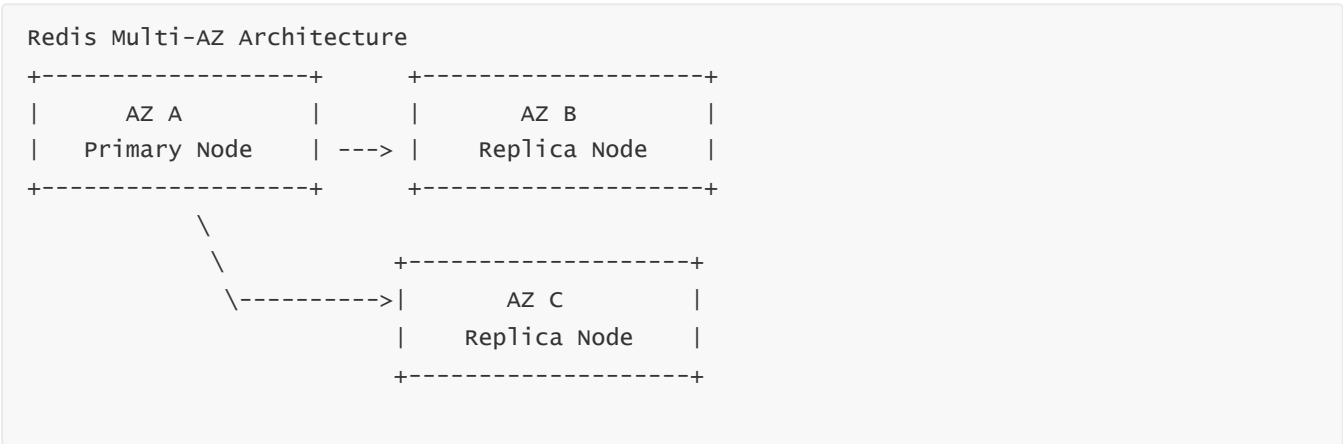 Redis Multi-AZ Architecture
+-------------------+      +--------------------+
|       AZ A         |      |       AZ B         |
|   Primary Node    | ---> |    Replica Node    |
+-------------------+      +--------------------+
            \
             \            +--------------------+
              \---------->|       AZ C         |
                          |    Replica Node    |
                          +--------------------+